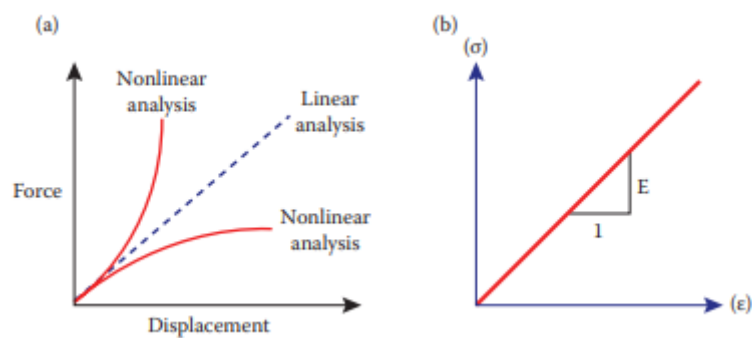 (a)
Nonlinear
analysis
Linear
analysis
Force
Nonlinear
analysis
Displacement
(b)
(σ)
E
1
(ε)